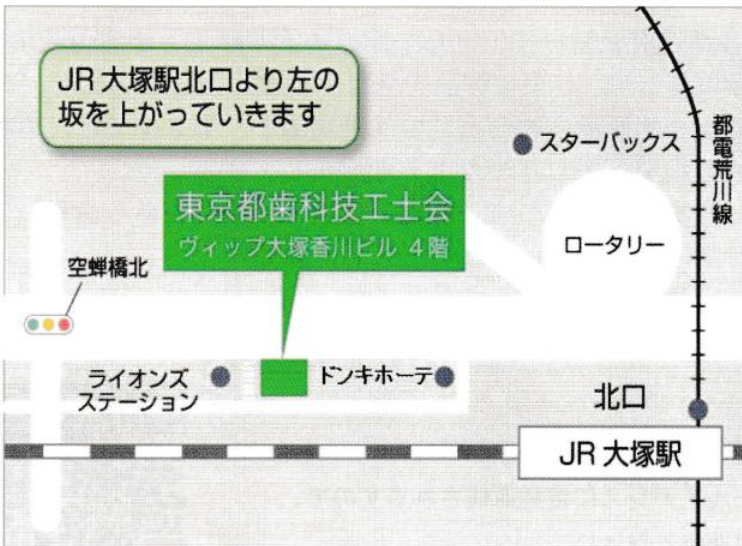 JR 大塚駅北口より左の
坂を上がっていきます
スターバックス
都電荒川線
東京都歯科技工士会
ヴィップ大塚香川ビル 4階
ロータリー
空蝉橋北
ライオンズ
ステーション
ドンキホーテ
北口
JR 大塚駅